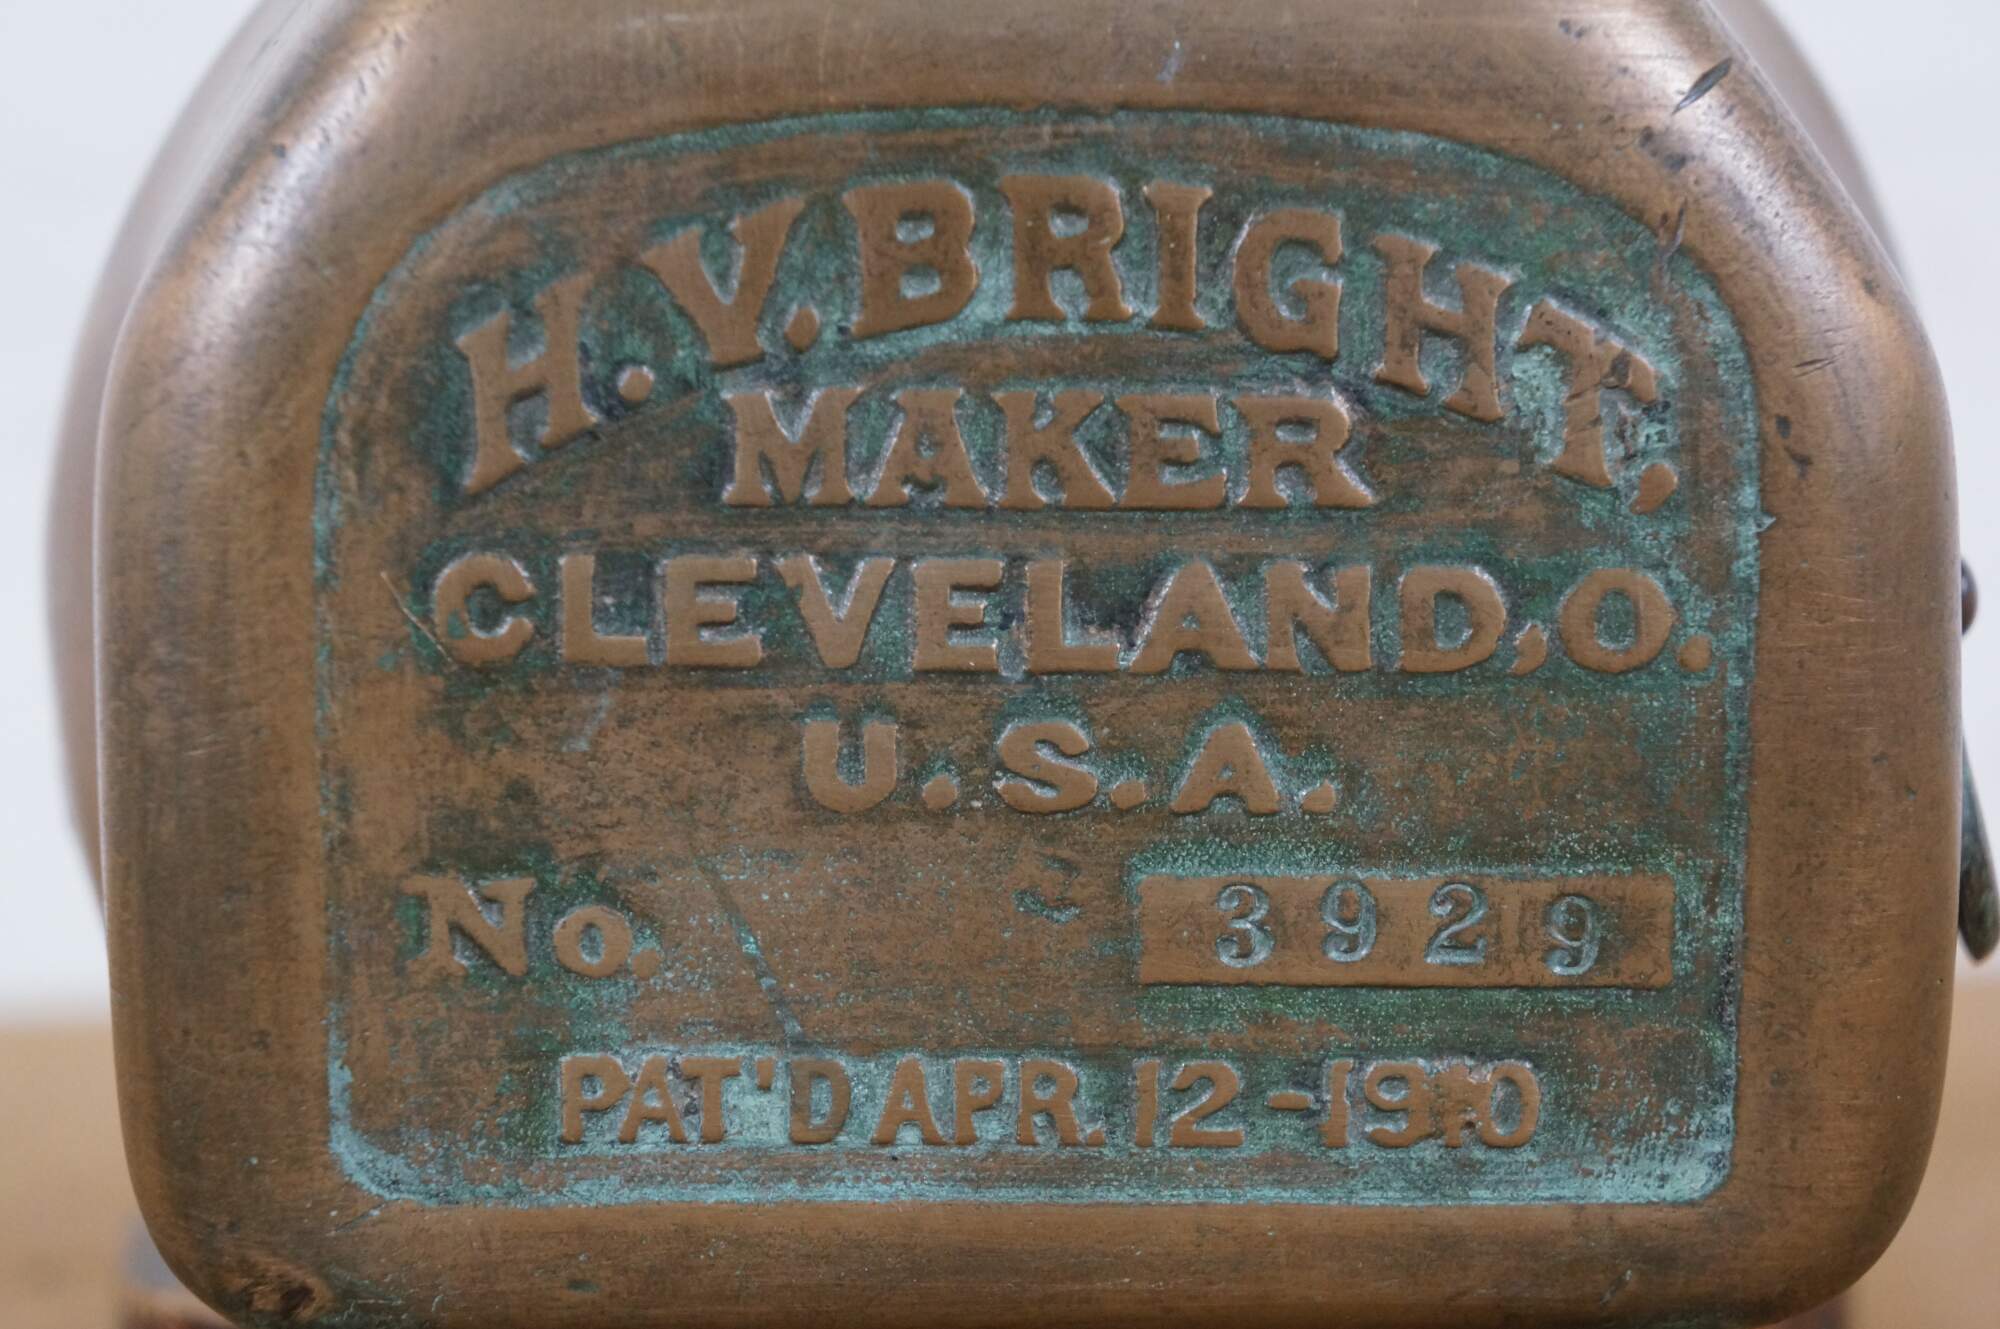 H.V. BRIGHT,
MAKER
CLEVELAND, O.
U.S.A.
No. 3929
PAT'D APR. 12-1910